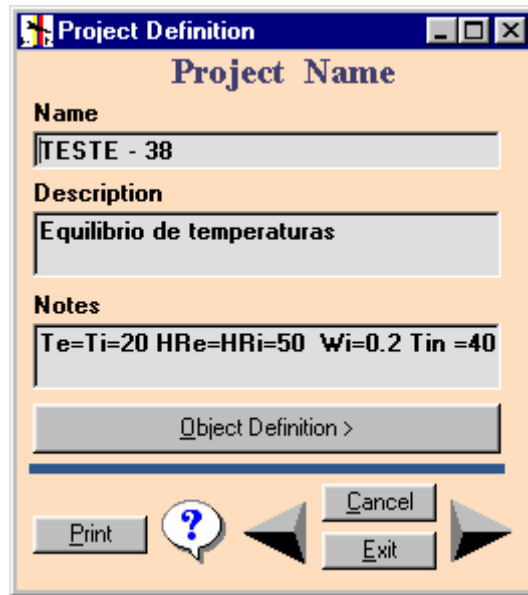 Project Definition
Project Name
Name
TESTE - 38
Description
Equilibrio de temperaturas
Notes
Te=Ti=20 HRe=HRi=50 Wi=0.2 Tin =40
Object Definition >
Print
?
Cancel
Exit